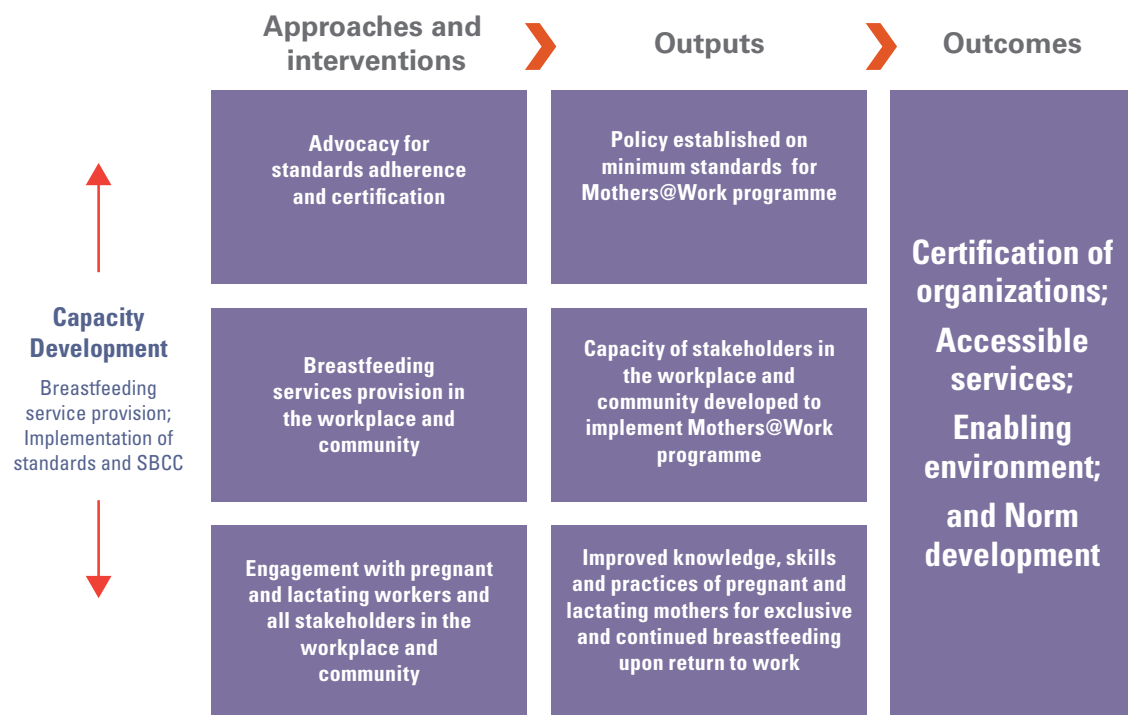 Approaches and
interventions
Outputs
Outcomes
Capacity
Development
Breastfeeding
service provision;
Implementation of
standards and SBCC
Advocacy for
standards adherence
and certification
Policy established on
minimum standards for
Mothers@Work programme
Breastfeeding
services provision in
the workplace and
community
Capacity of stakeholders in
the workplace and
community developed to
implement Mothers@Work
programme
Engagement with pregnant
and lactating workers and
all stakeholders in the
workplace and
community
Improved knowledge, skills
and practices of pregnant and
lactating mothers for exclusive
and continued breastfeeding
upon return to work
Certification of
organizations;
Accessible
services;
Enabling
environment;
and Norm
development